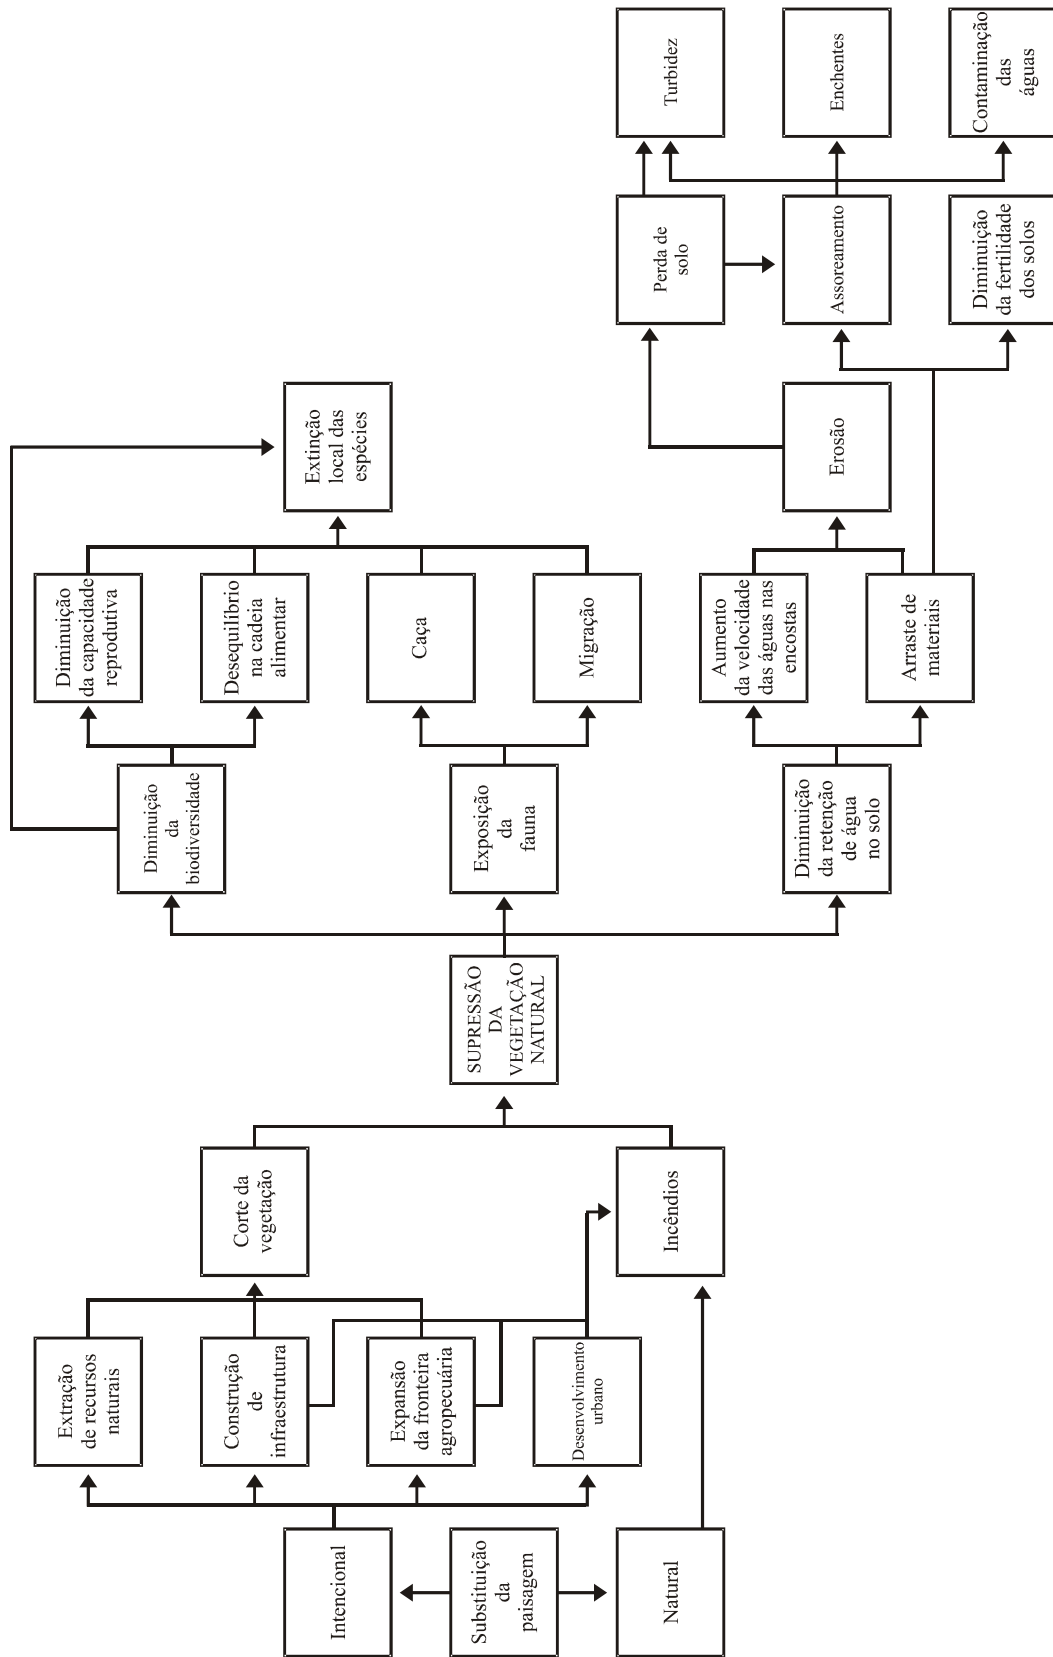 Intencional
Substituição
da
paisagem
Natural
Extração
de recursos
naturais
Construção
de
infraestrutura
Expansão
da fronteira
agropecuária
Desenvolvimento
urbano
Corte da
vegetação
Incêndios
SUPRESSÃO
DA
VEGETAÇÃO
NATURAL
Diminuição
da
biodiversidade
Exposição
da
fauna
Diminuição
da retenção
de água
no solo
Diminuição
da capacidade
reprodutiva
Desequilíbrio
na cadeia
alimentar
Caça
Migração
Aumento
da velocidade
das águas nas
encostas
Arraste de
materiais
Extinção
local das
espécies
Erosão
Perda de
solo
Assoreamento
Diminuição
da fertilidade
dos solos
Turbidez
Enchentes
Contaminação
das
águas